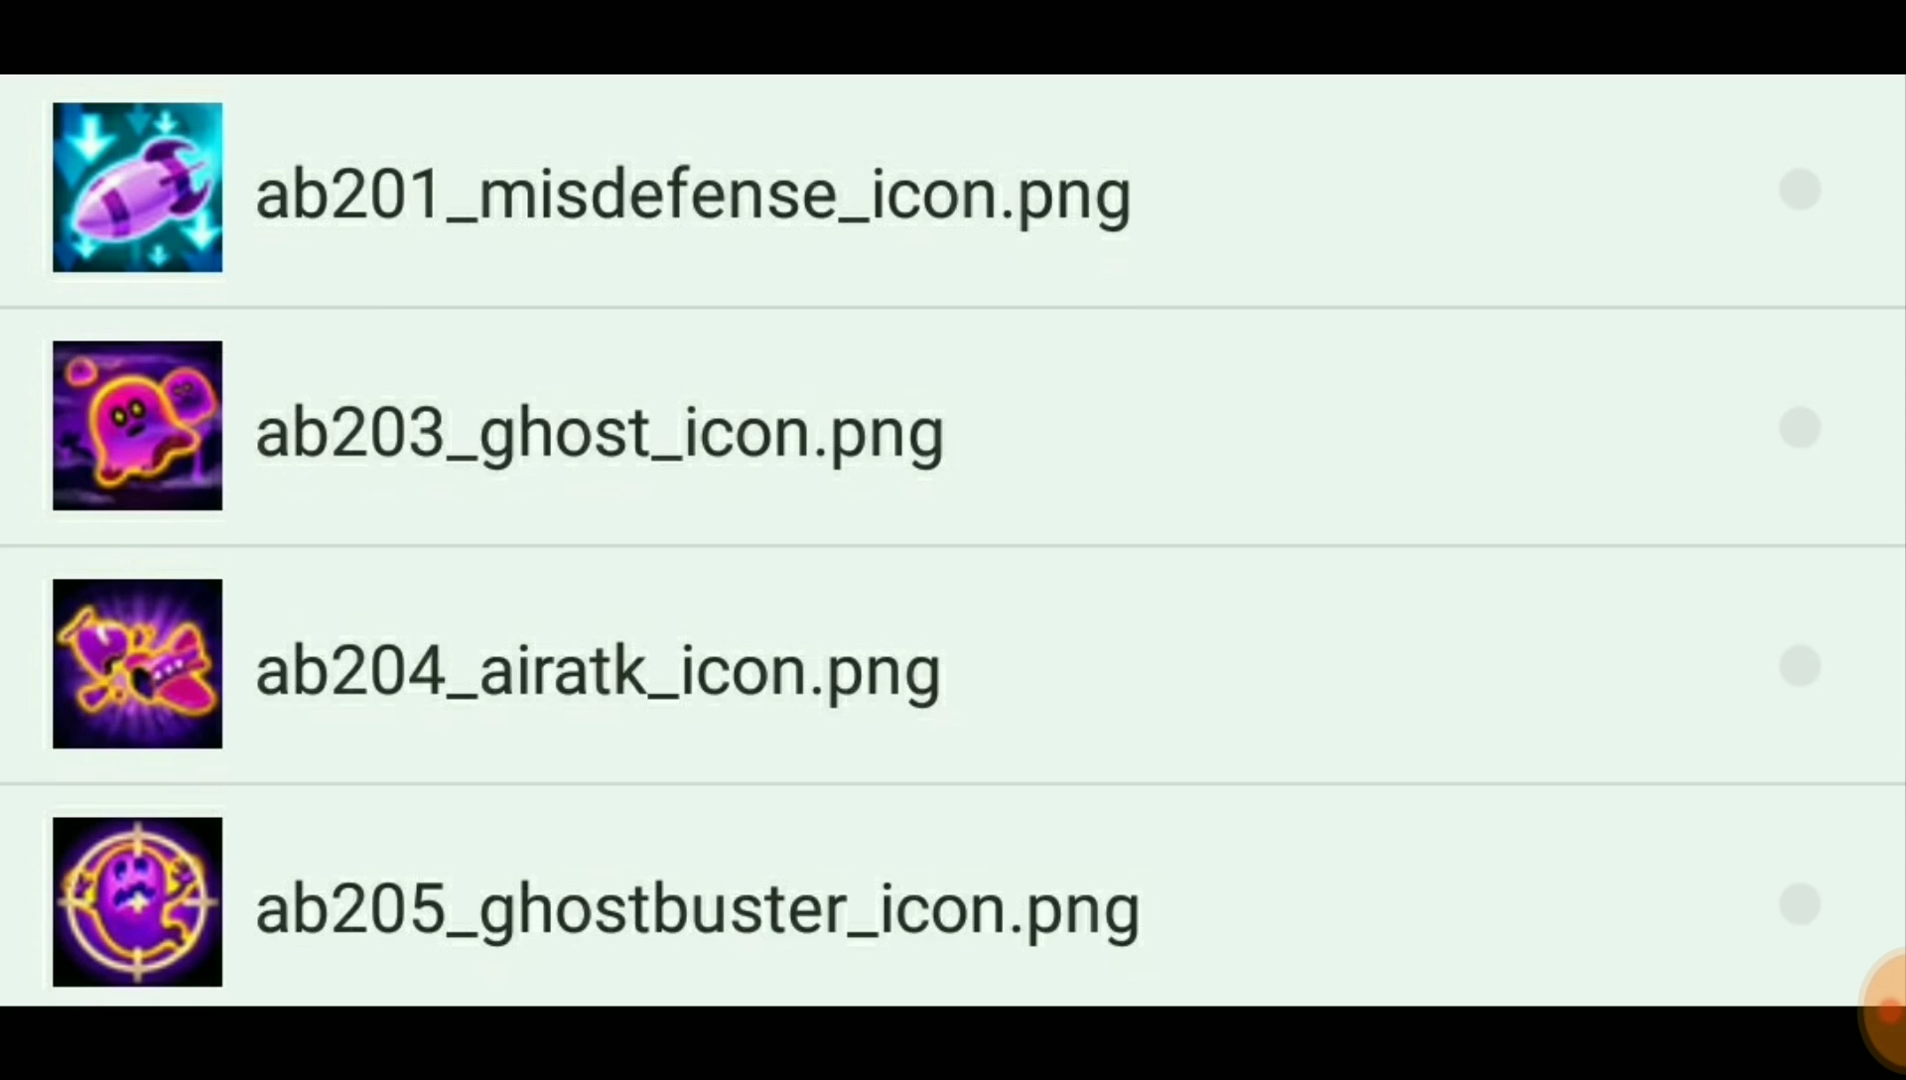 ab201_misdefense_icon.png
ab203_ghost_icon.png
ab204_airatk_icon.png
ab205_ghostbuster_icon.png